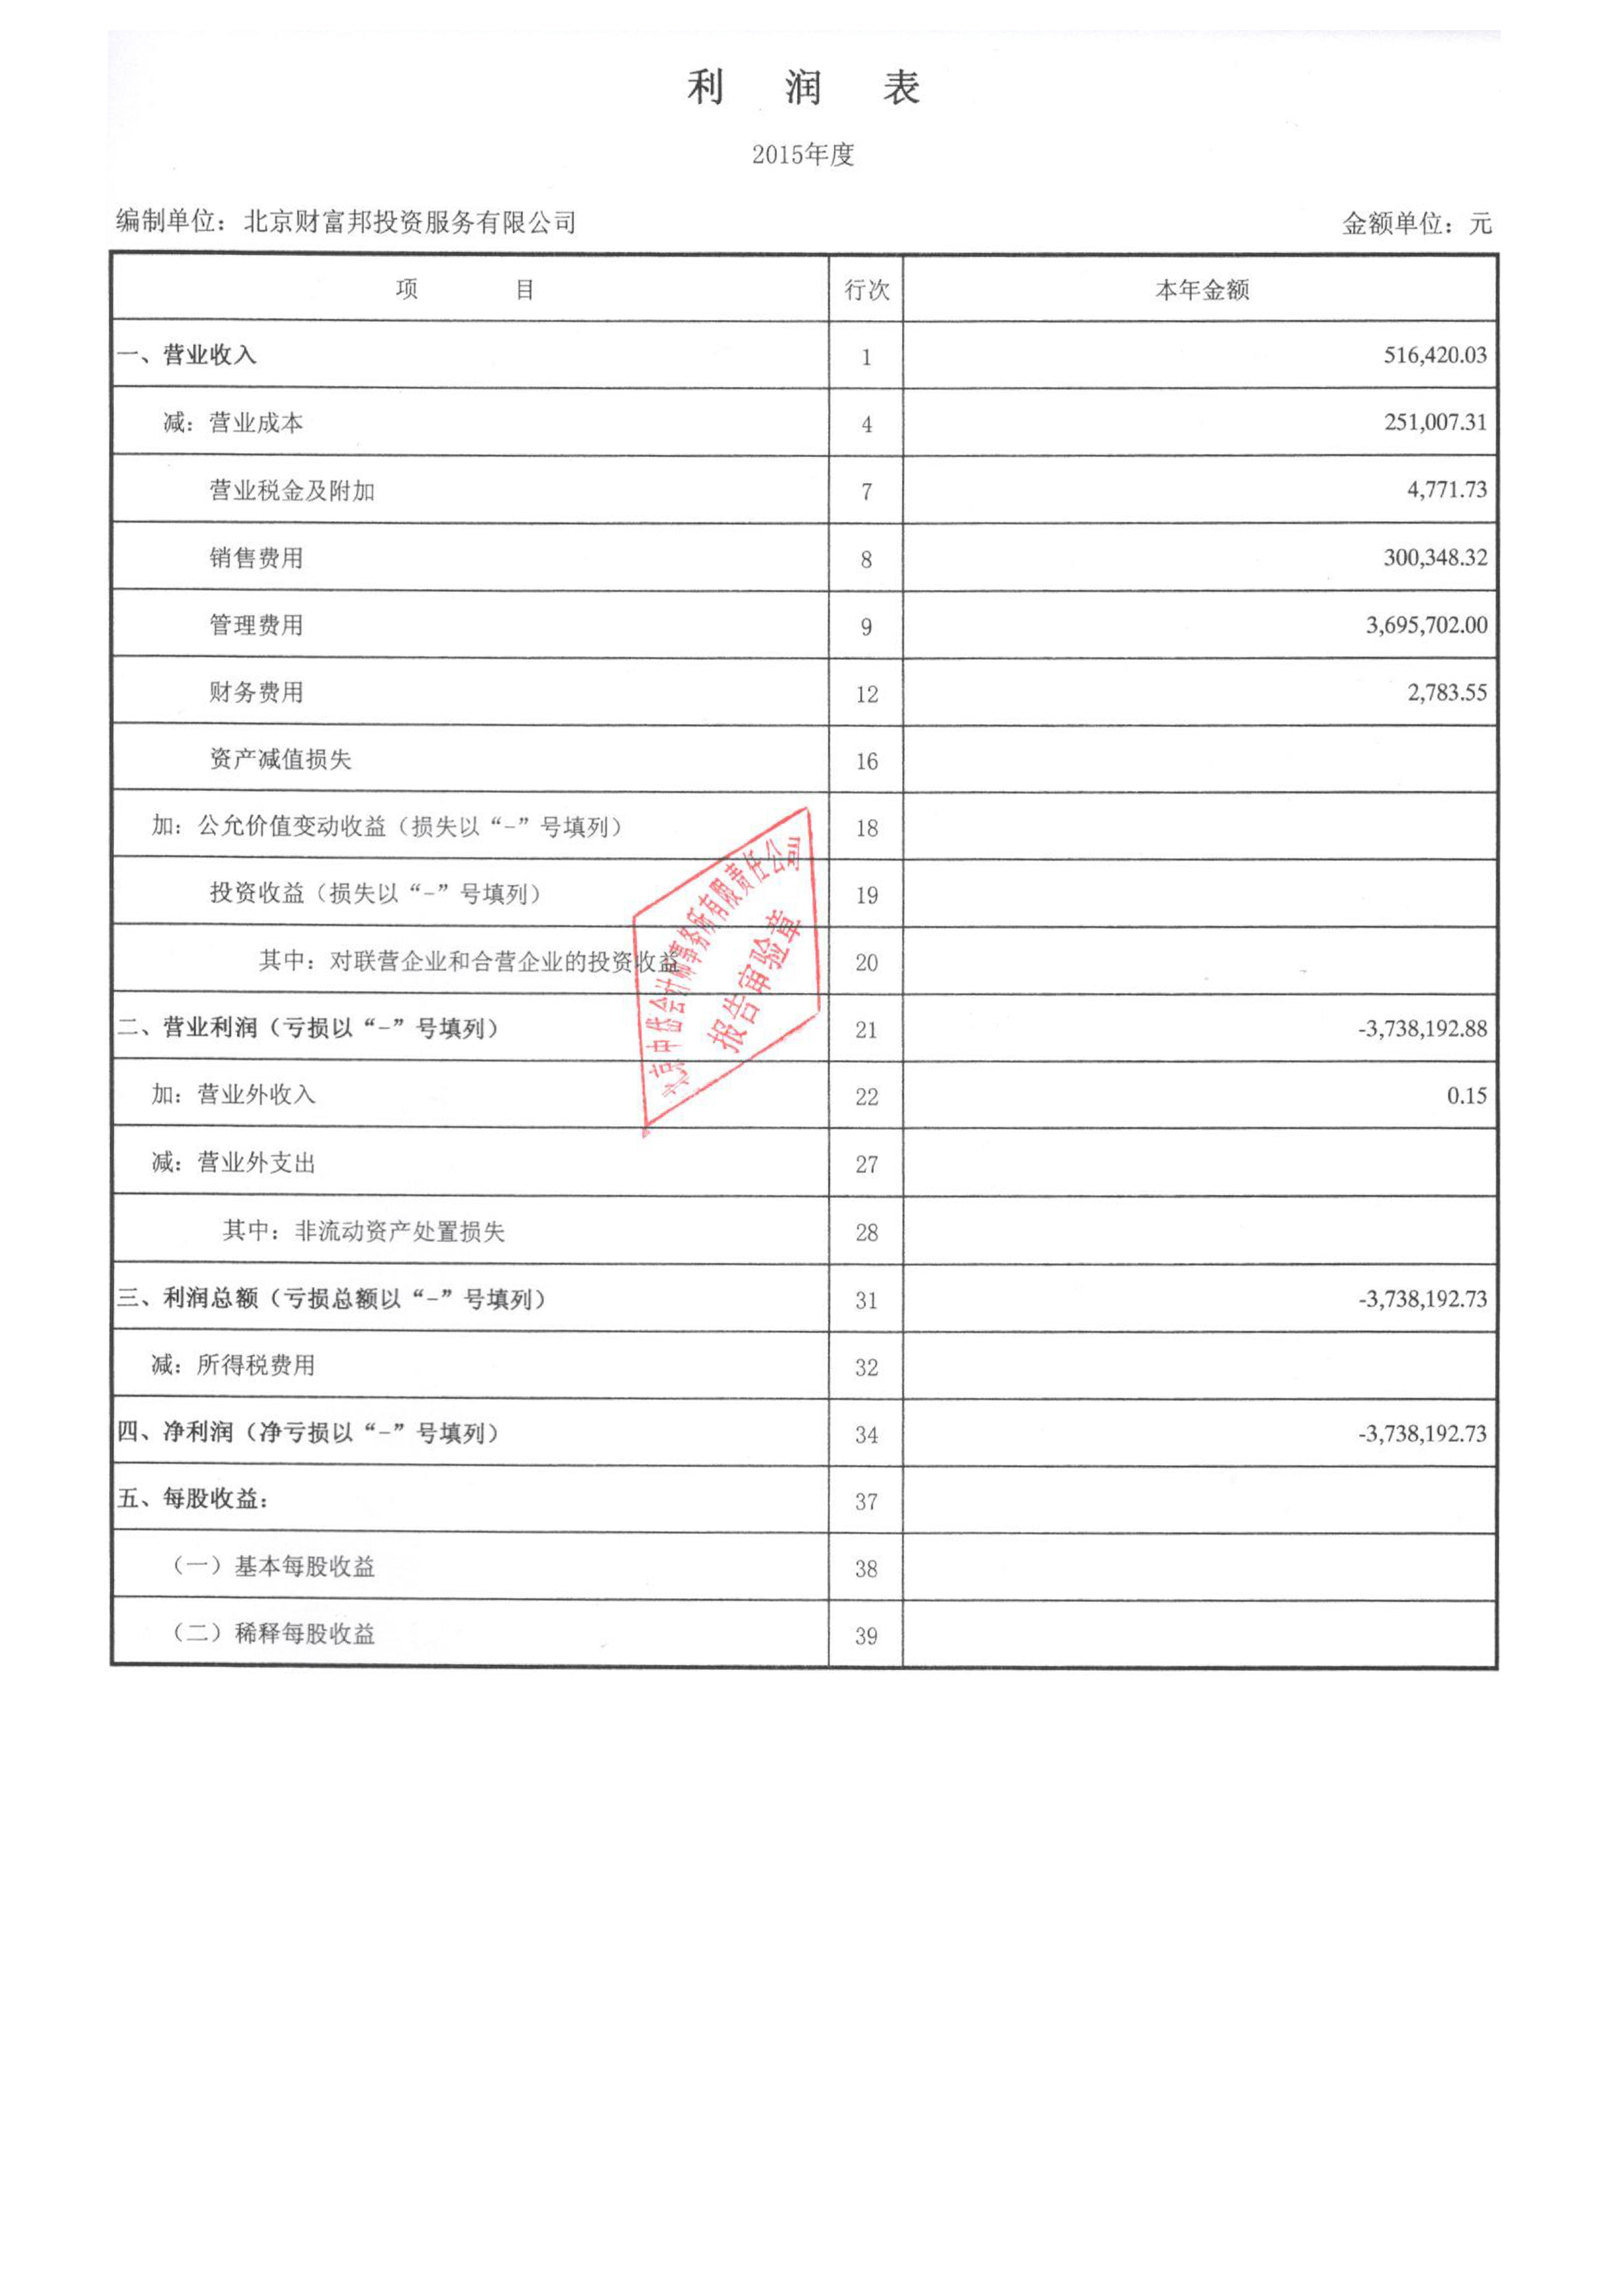 利 润 表
2015年度
编制单位：北京财富邦投资服务有限公司 金额单位：元
项 目 行次 本年金额
一、营业收入 1 516,420.03
减：营业成本 4 251,007.31
营业税金及附加 7 4,771.73
销售费用 8 300,348.32
管理费用 9 3,695,702.00
财务费用 12 2,783.55
资产减值损失 16
加：公允价值变动收益（损失以“-”号填列） 18
投资收益（损失以“-”号填列） 19
其中：对联营企业和合营企业的投资收益 20
二、营业利润（亏损以“-”号填列） 21 -3,738,192.88
加：营业外收入 22 0.15
减：营业外支出 27
其中：非流动资产处置损失 28
三、利润总额（亏损总额以“-”号填列） 31 -3,738,192.73
减：所得税费用 32
四、净利润（净亏损以“-”号填列） 34 -3,738,192.73
五、每股收益： 37
（一）基本每股收益 38
（二）稀释每股收益 39
会计师事务所有限责任公司
报告审验章